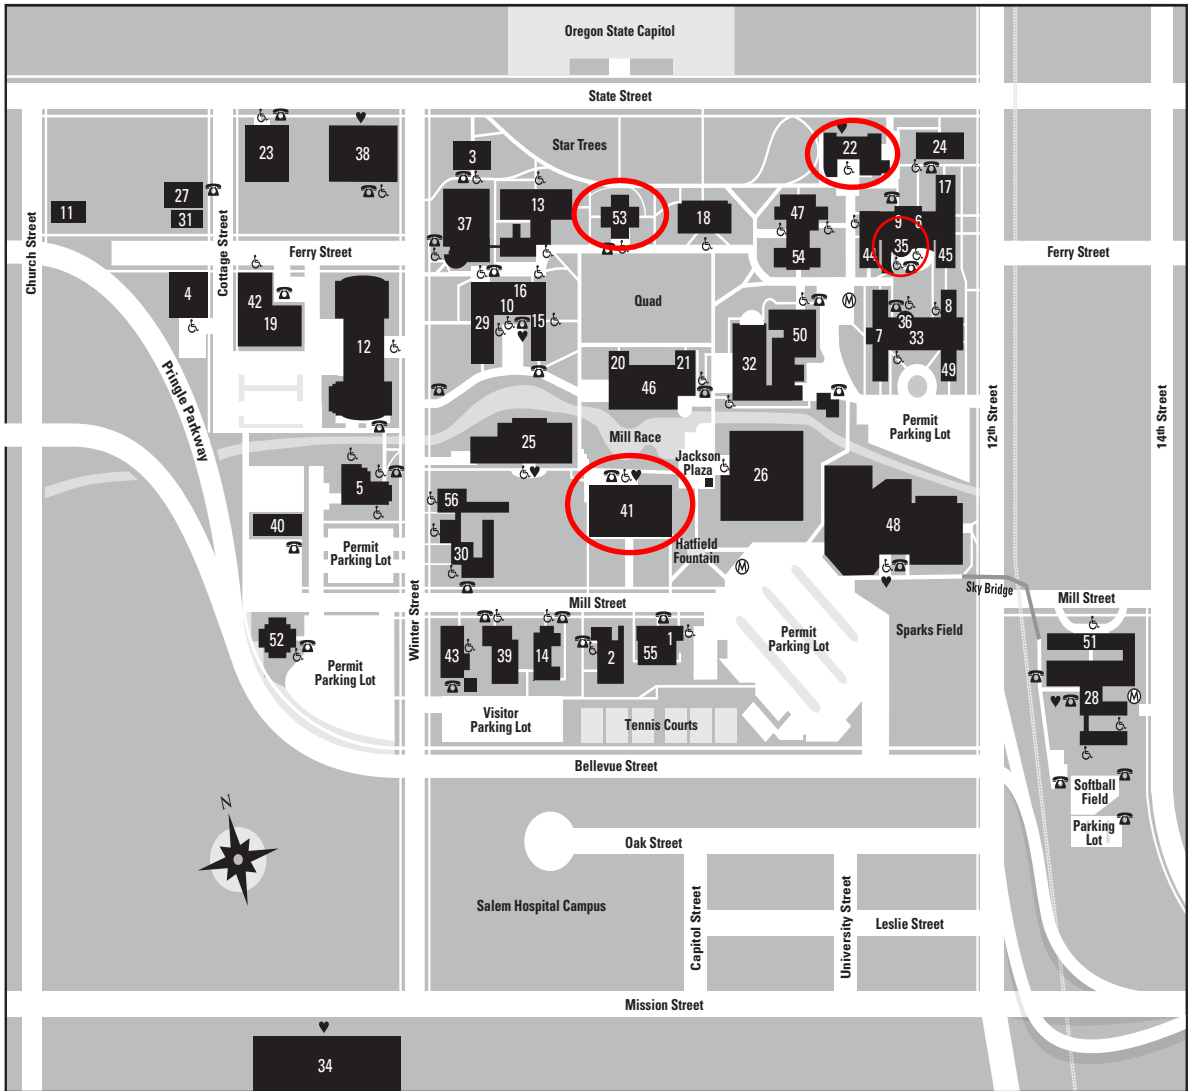 Oregon State Capitol
State Street
Star Trees
23
38
3
22
24
27
31
11
17
37
13
53
18
47
9
6
35
44
45
54
Church Street
Cottage Street
Ferry Street
Ferry Street
4
42
19
12
16
10
29
15
Quad
M
8
36
33
7
49
50
32
20
21
46
Pringle Parkway
Permit
Parking Lot
12th Street
14th Street
25
Mill Race
Jackson
Plaza
26
5
56
41
40
30
48
Permit
Parking Lot
Hatfield
Fountain
M
Sky Bridge
Winter Street
Mill Street
Mill Street
52
Permit
Parking Lot
43
39
14
2
55
1
Permit
Parking Lot
Sparks Field
51
28
M
Visitor
Parking Lot
Tennis Courts
Bellevue Street
Softball
Field
Parking
Lot
N
Oak Street
Salem Hospital Campus
Capitol Street
University Street
Leslie Street
Mission Street
34